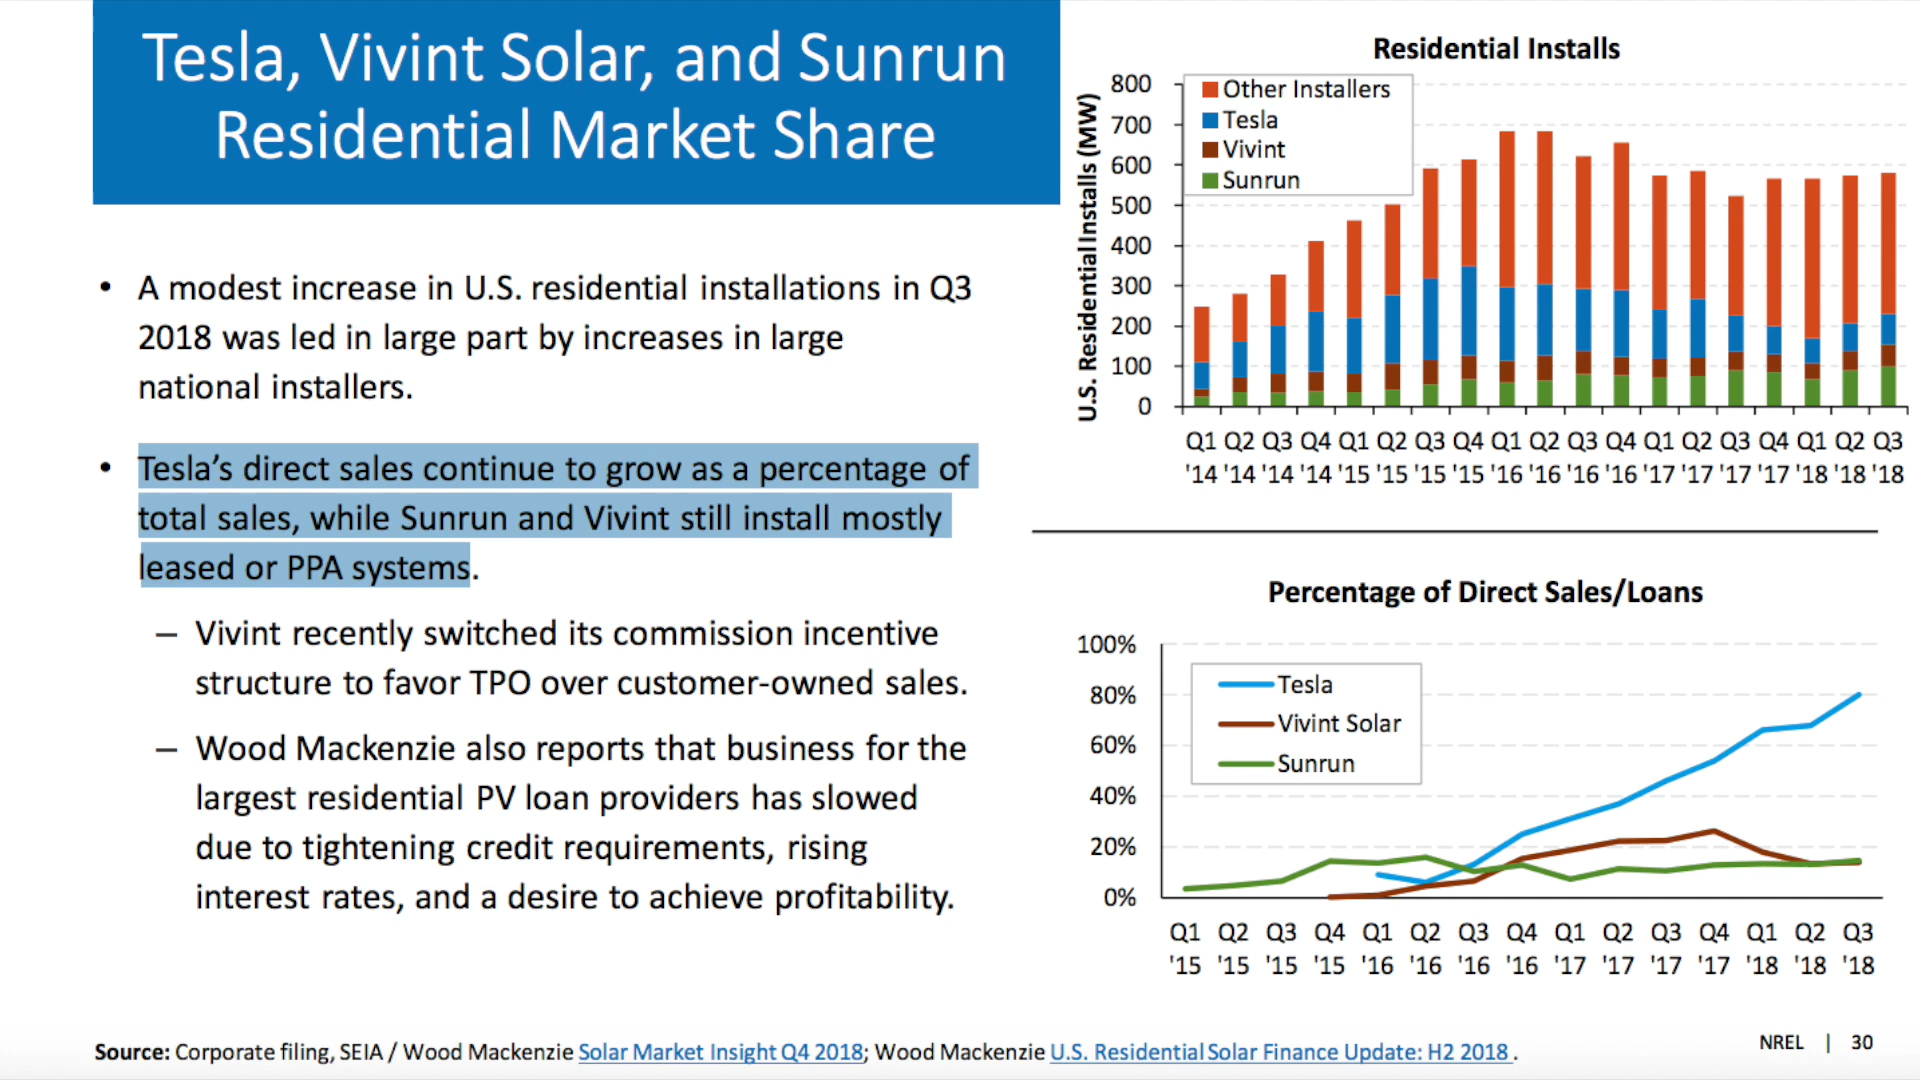 Tesla, Vivint Solar, and Sunrun
Residential Market Share
• A modest increase in U.S. residential installations in Q3
2018 was led in large part by increases in large
national installers.
• Tesla’s direct sales continue to grow as a percentage of
total sales, while Sunrun and Vivint still install mostly
leased or PPA systems.
– Vivint recently switched its commission incentive
structure to favor TPO over customer-owned sales.
– Wood Mackenzie also reports that business for the
largest residential PV loan providers has slowed
due to tightening credit requirements, rising
interest rates, and a desire to achieve profitability.
Residential Installs
U.S. Residential Installs (MW)
800
700
600
500
400
300
200
100
0
Other Installers
Tesla
Vivint
Sunrun
Q1 Q2 Q3 Q4 Q1 Q2 Q3 Q4 Q1 Q2 Q3 Q4 Q1 Q2 Q3 Q4 Q1 Q2 Q3
'14 '14 '14 '14 '15 '15 '15 '15 '16 '16 '16 '16 '17 '17 '17 '17 '18 '18 '18
Percentage of Direct Sales/Loans
100%
80%
60%
40%
20%
0%
Tesla
Vivint Solar
Sunrun
Q1 Q2 Q3 Q4 Q1 Q2 Q3 Q4 Q1 Q2 Q3 Q4 Q1 Q2 Q3
'15 '15 '15 '15 '16 '16 '16 '16 '17 '17 '17 '17 '18 '18 '18
Source: Corporate filing, SEIA / Wood Mackenzie Solar Market Insight Q4 2018; Wood Mackenzie U.S. Residential Solar Finance Update: H2 2018 .
NREL | 30